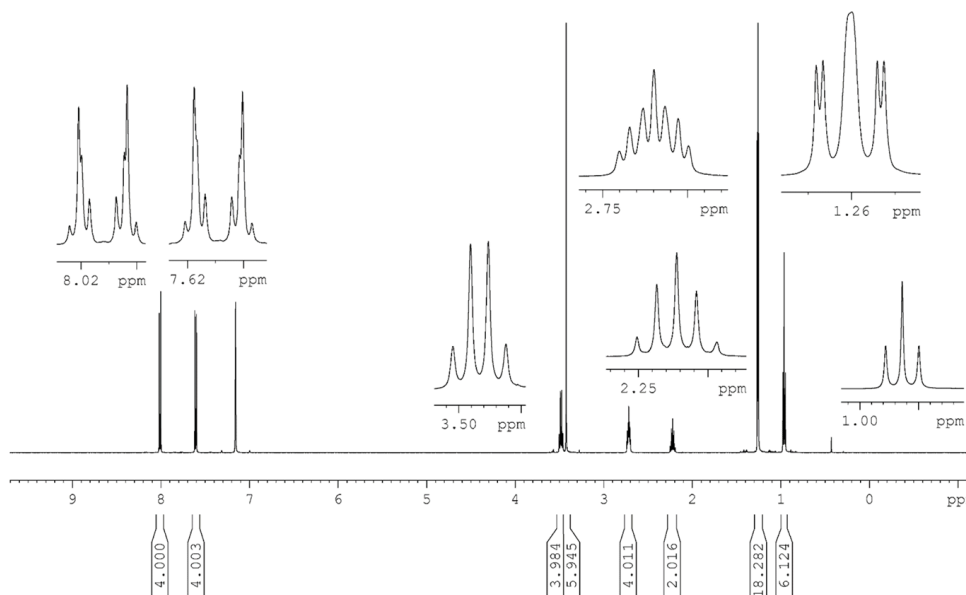 8.02 ppm
7.62 ppm
3.50 ppm
2.75 ppm
2.25 ppm
1.26 ppm
1.00 ppm
9 8 7 6 5 4 3 2 1 0 pp
4.000
4.003
3.984
5.945
4.011
2.016
18.282
6.124